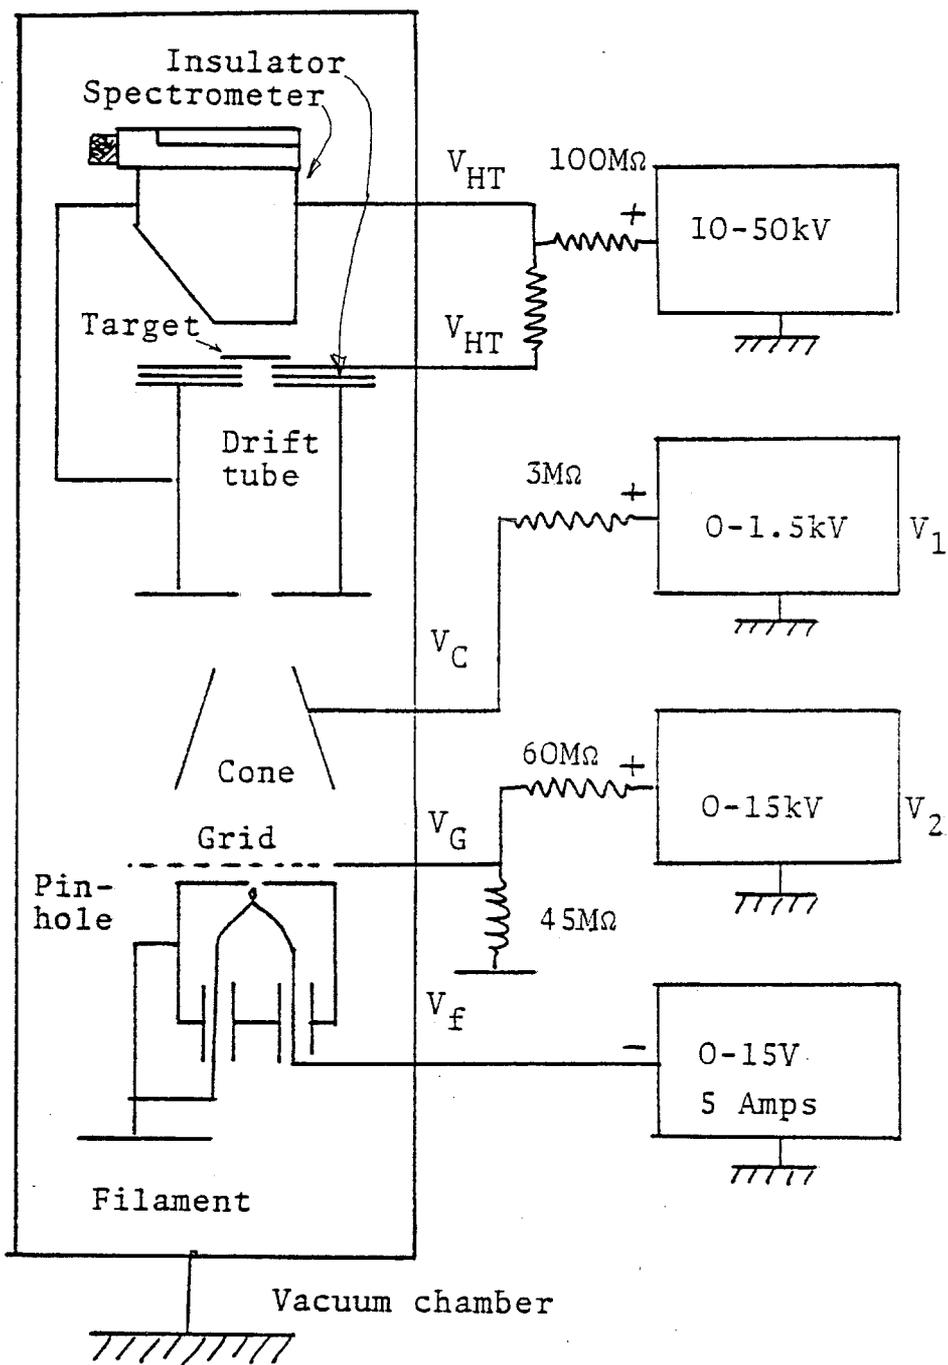 Insulator
Spectrometer
V_HT
100MΩ
+
10-50kV
Target
V_HT
Drift
tube
3MΩ
+
0-1.5kV
V_1
V_C
Cone
60MΩ
+
0-15kV
V_2
V_G
Grid
Pin-
hole
45MΩ
V_f
-
0-15V
5 Amps
Filament
Vacuum chamber